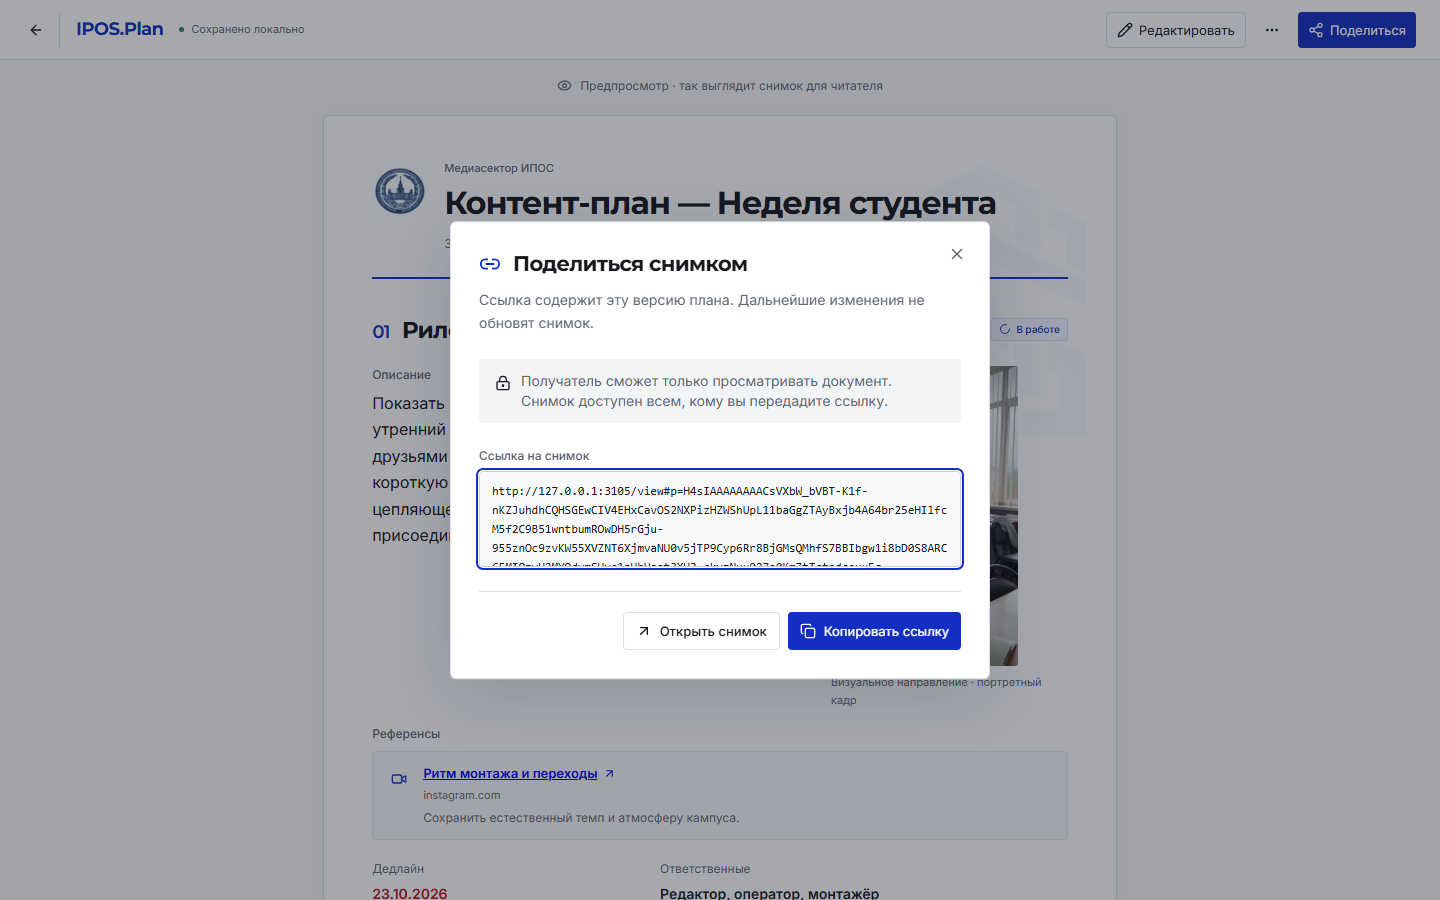 IPOS.Plan
Сохранено локально
Редактировать
Поделиться
Предпросмотр · так выглядит снимок для читателя
Медиасектор ИПОС
Контент-план — Неделя студента
Поделиться снимком
Ссылка содержит эту версию плана. Дальнейшие изменения не
обновят снимок.
Получатель сможет только просматривать документ.
Снимок доступен всем, кому вы передадите ссылку.
Ссылка на снимок
http://127.0.0.1:3105/view#p=H4sIAAAAAAAACsVXbW_bVBT-K1f-
nKZJuhdhCQHSGEwCIV4EHxCavOS2NXPizHZWShUpL11baGgZTAyBxjb4A64br25eHI1fc
M5f2C9B51wntbumROwDH5rGju-
955znOc9zvKW55XVZNT6XjmvaNU0v5jTP9Cyp6Rr8BjGMsQMhfS7BBIbgw1i8bD0S8ARC
01
В работе
Описание
Показать
утренний
друзьями
короткую
Открыть снимок
Копировать ссылку
Визуальное направление · портретный
кадр
Референсы
Ритм монтажа и переходы
instagram.com
Сохранить естественный темп и атмосферу кампуса.
Дедлайн
Ответственные
23.10.2026
Редактор, оператор, монтажёр